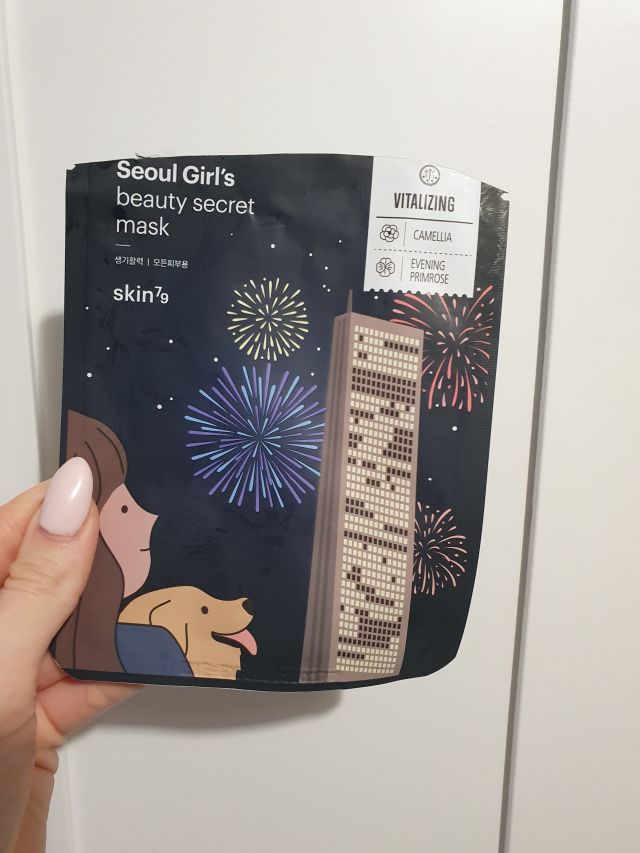 Seoul Girl's
beauty secret
mask
생기활력 | 모든피부용
skin79
VITALIZING
CAMELLIA
EVENING
PRIMROSE